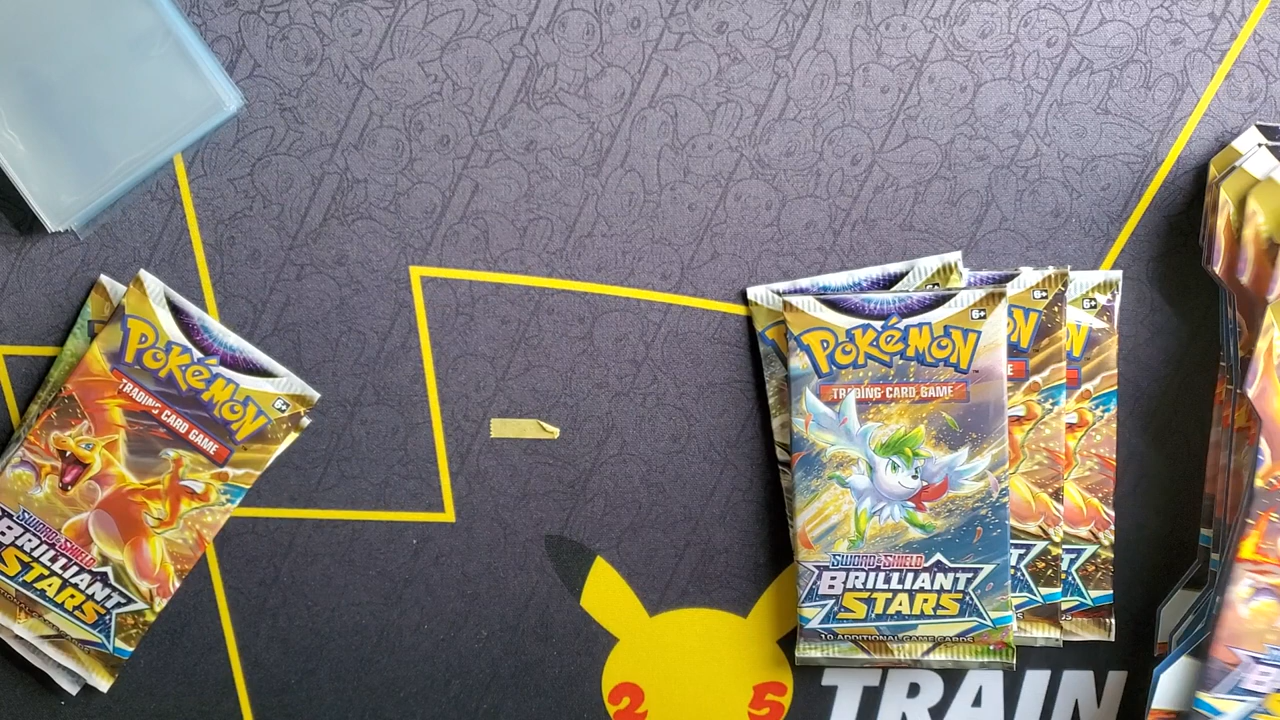 POKÉMON
TRADING CARD GAME
6+
SWORD & SHIELD
BRILLIANT
STARS
POKÉMON
TRADING CARD GAME
6+
SWORD & SHIELD
BRILLIANT
STARS
10 ADDITIONAL GAME CARDS
6+
ON
6+
25
TRAIN